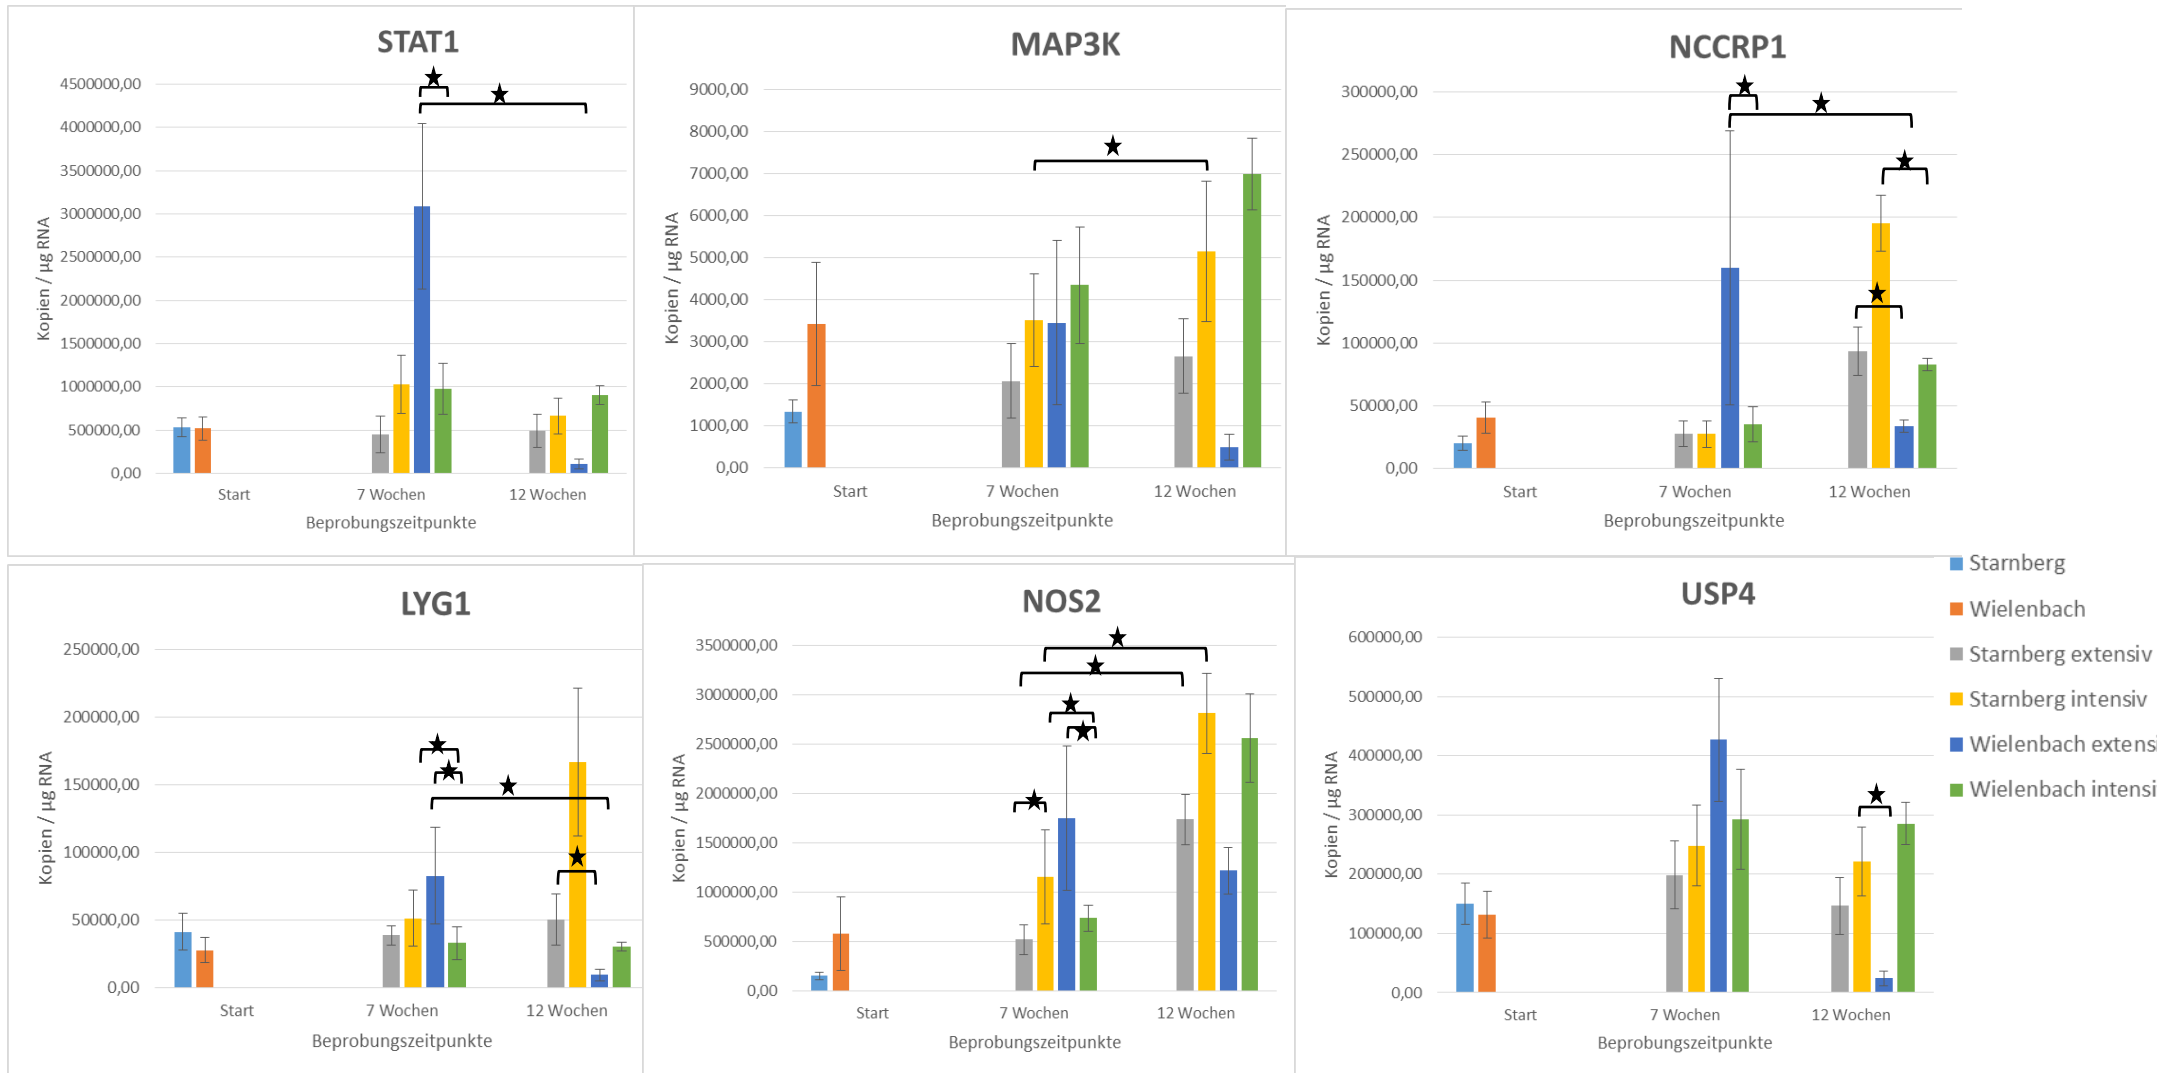 STAT1
4500000,00
4000000,00
3500000,00
3000000,00
2500000,00
2000000,00
1500000,00
1000000,00
500000,00
0,00
Kopien / µg RNA
Start
7 Wochen
12 Wochen
Beprobungszeitpunkte
MAP3K
9000,00
8000,00
7000,00
6000,00
5000,00
4000,00
3000,00
2000,00
1000,00
0,00
Kopien / µg RNA
Start
7 Wochen
12 Wochen
Beprobungszeitpunkte
NCCRP1
300000,00
250000,00
200000,00
150000,00
100000,00
50000,00
0,00
Kopien / µg RNA
Start
7 Wochen
12 Wochen
Beprobungszeitpunkte
LYG1
250000,00
200000,00
150000,00
100000,00
50000,00
0,00
Kopien / µg RNA
Start
7 Wochen
12 Wochen
Beprobungszeitpunkte
NOS2
3500000,00
3000000,00
2500000,00
2000000,00
1500000,00
1000000,00
500000,00
0,00
Kopien / µg RNA
Start
7 Wochen
12 Wochen
Beprobungszeitpunkte
USP4
600000,00
500000,00
400000,00
300000,00
200000,00
100000,00
0,00
Kopien / µg RNA
Start
7 Wochen
12 Wochen
Beprobungszeitpunkte
Starnberg
Wielenbach
Starnberg extensiv
Starnberg intensiv
Wielenbach extensi
Wielenbach intensi